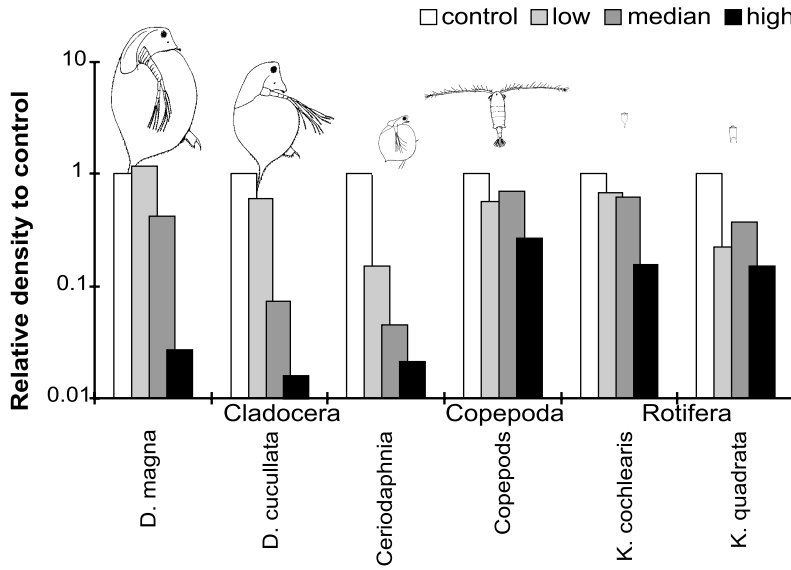 control low median high
Relative density to control
10
1
0.1
0.01
Cladocera Copepoda Rotifera
D. magna
D. cucullata
Ceriodaphnia
Copepods
K. cochlearis
K. quadrata